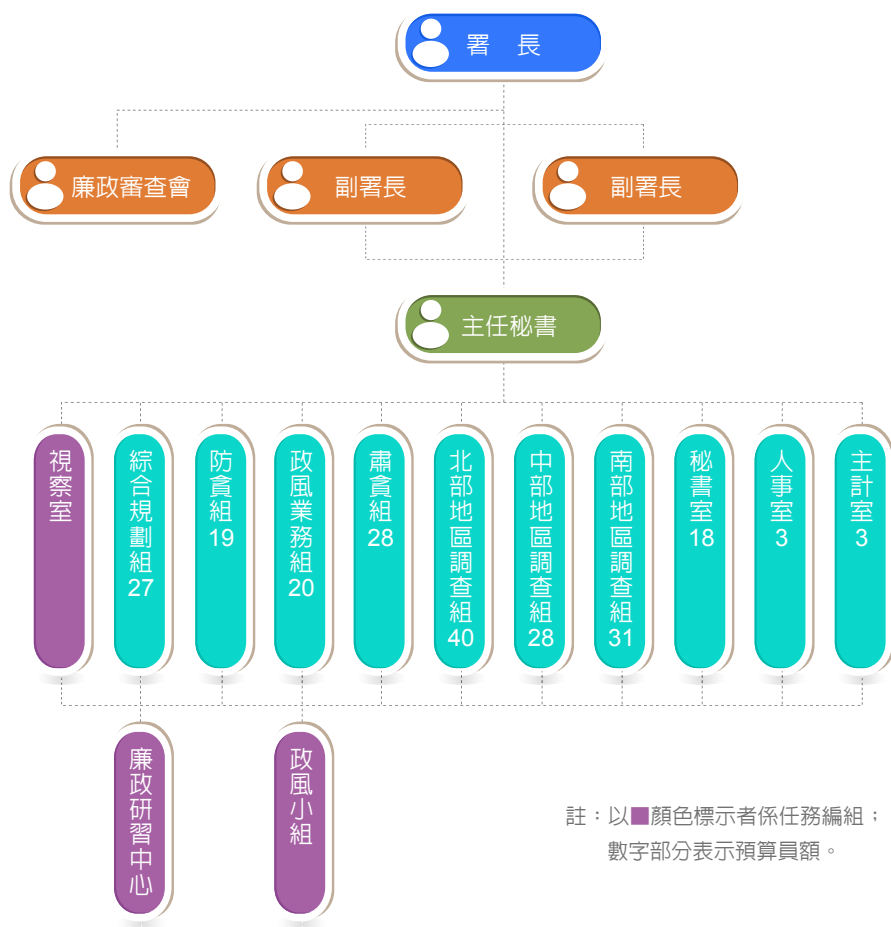 署 長
廉政審查會
副署長
副署長
主任秘書
視察室
綜合規劃組27
防貪組19
政風業務組20
肅貪組28
北部地區調查組40
中部地區調查組28
南部地區調查組31
秘書室18
人事室3
主計室3
廉政研習中心
政風小組
註：以■顏色標示者係任務編組；
數字部分表示預算員額。